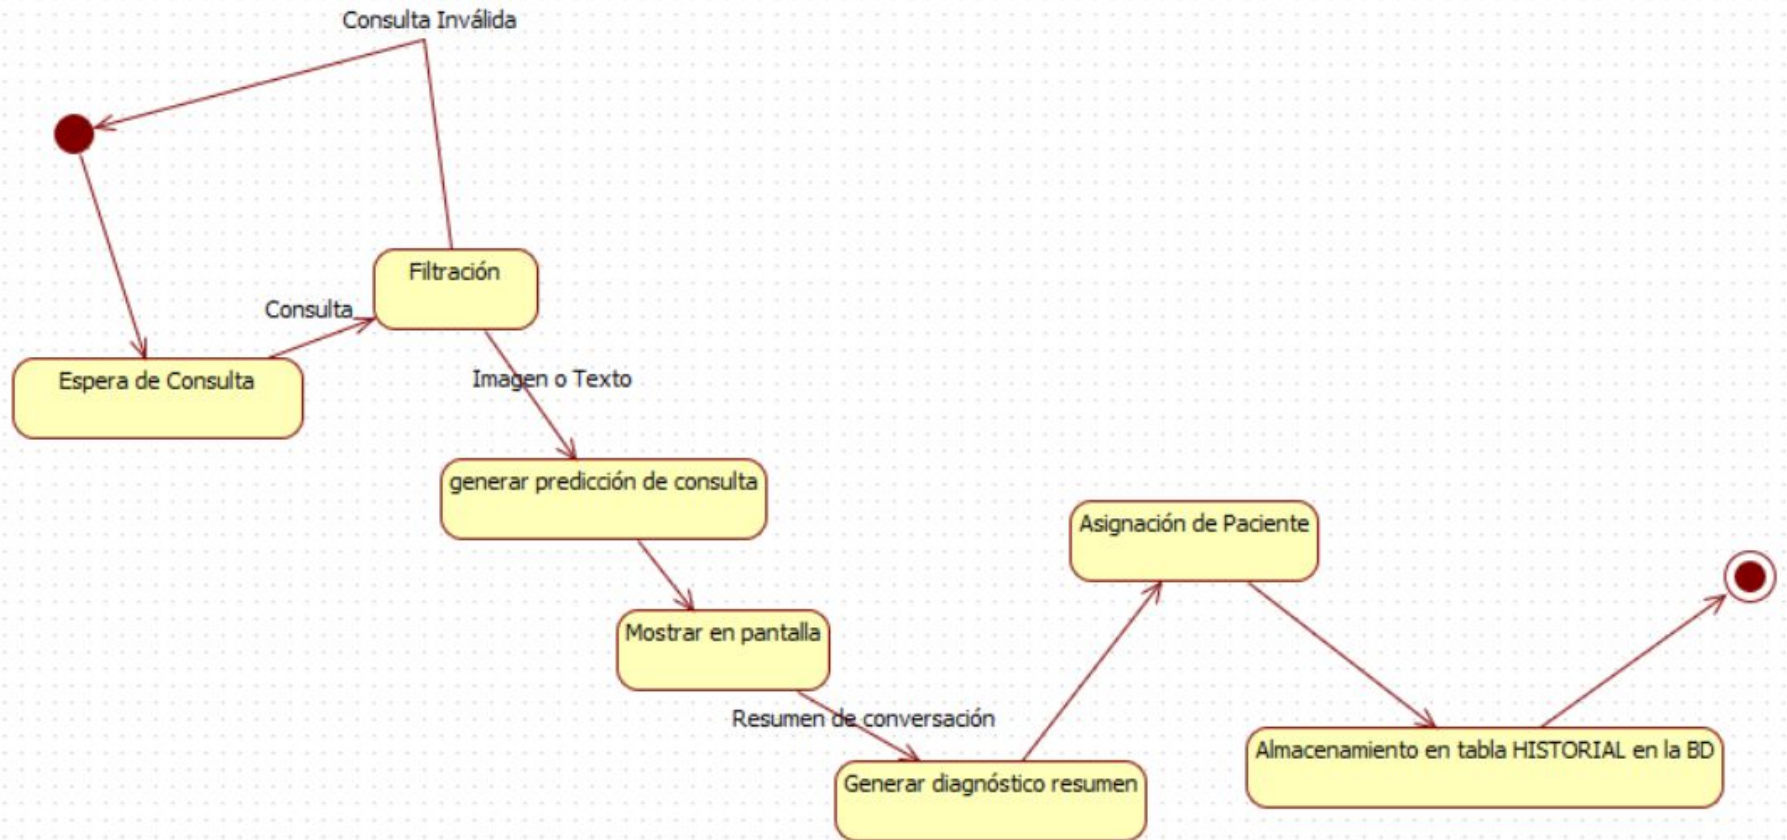 Consulta Inválida
Filtración
Consulta
Espera de Consulta
Imagen o Texto
generar predicción de consulta
Asignación de Paciente
Mostrar en pantalla
Resumen de conversación
Almacenamiento en tabla HISTORIAL en la BD
Generar diagnóstico resumen